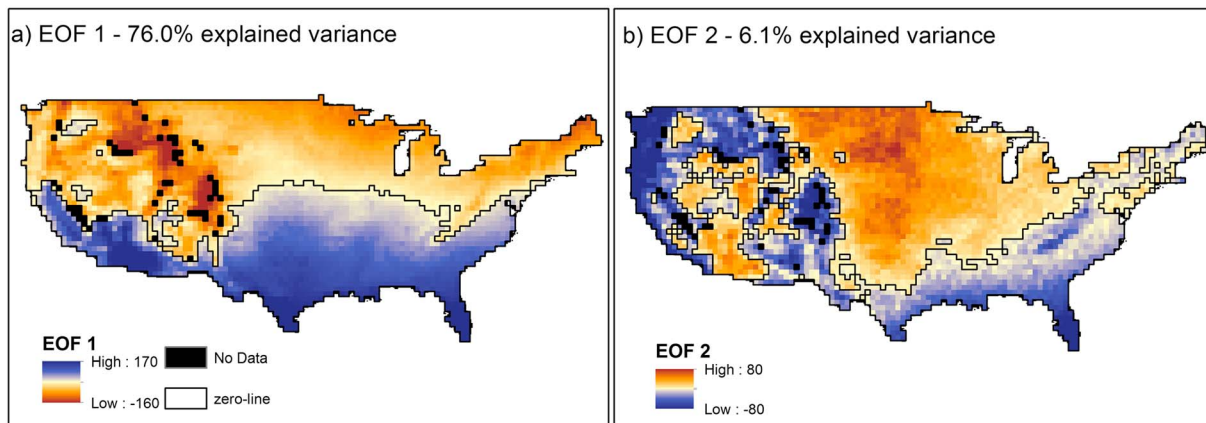 a) EOF 1 - 76.0% explained variance
EOF 1
High : 170
Low : -160
No Data
zero-line
b) EOF 2 - 6.1% explained variance
EOF 2
High : 80
Low : -80